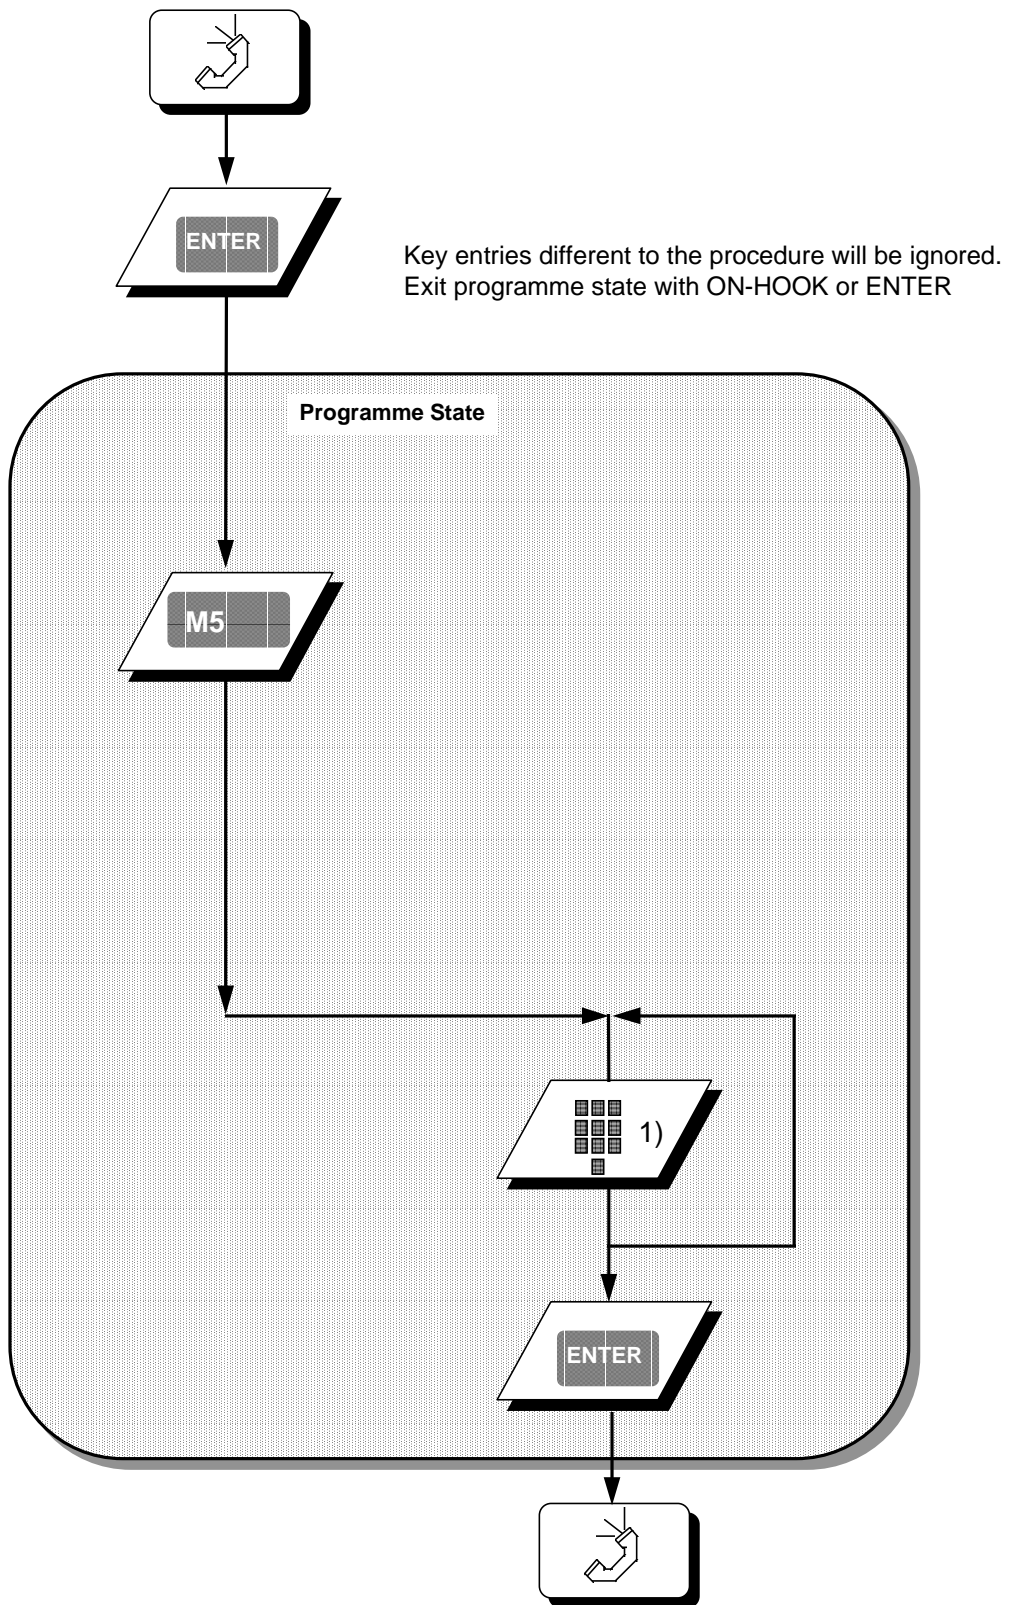 ENTER
Key entries different to the procedure will be ignored.
Exit programme state with ON-HOOK or ENTER
Programme State
M5
1)
ENTER